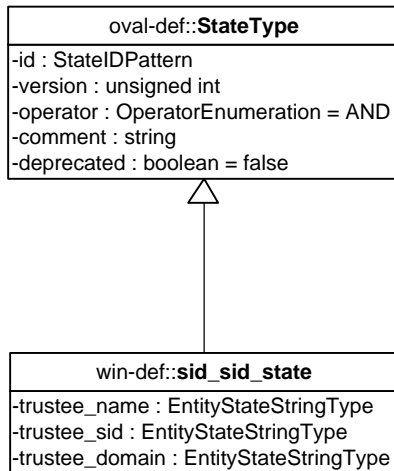 oval-def::StateType
-id : StateIDPattern
-version : unsigned int
-operator : OperatorEnumeration = AND
-comment : string
-deprecated : boolean = false
win-def::sid_sid_state
-trustee_name : EntityStateStringType
-trustee_sid : EntityStateStringType
-trustee_domain : EntityStateStringType